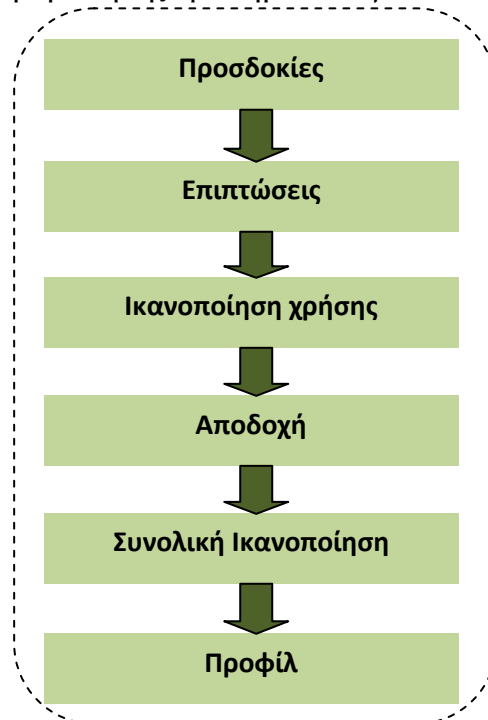 Προσδοκίες
Επιπτώσεις
Ικανοποίηση χρήσης
Αποδοχή
Συνολική Ικανοποίηση
Προφίλ